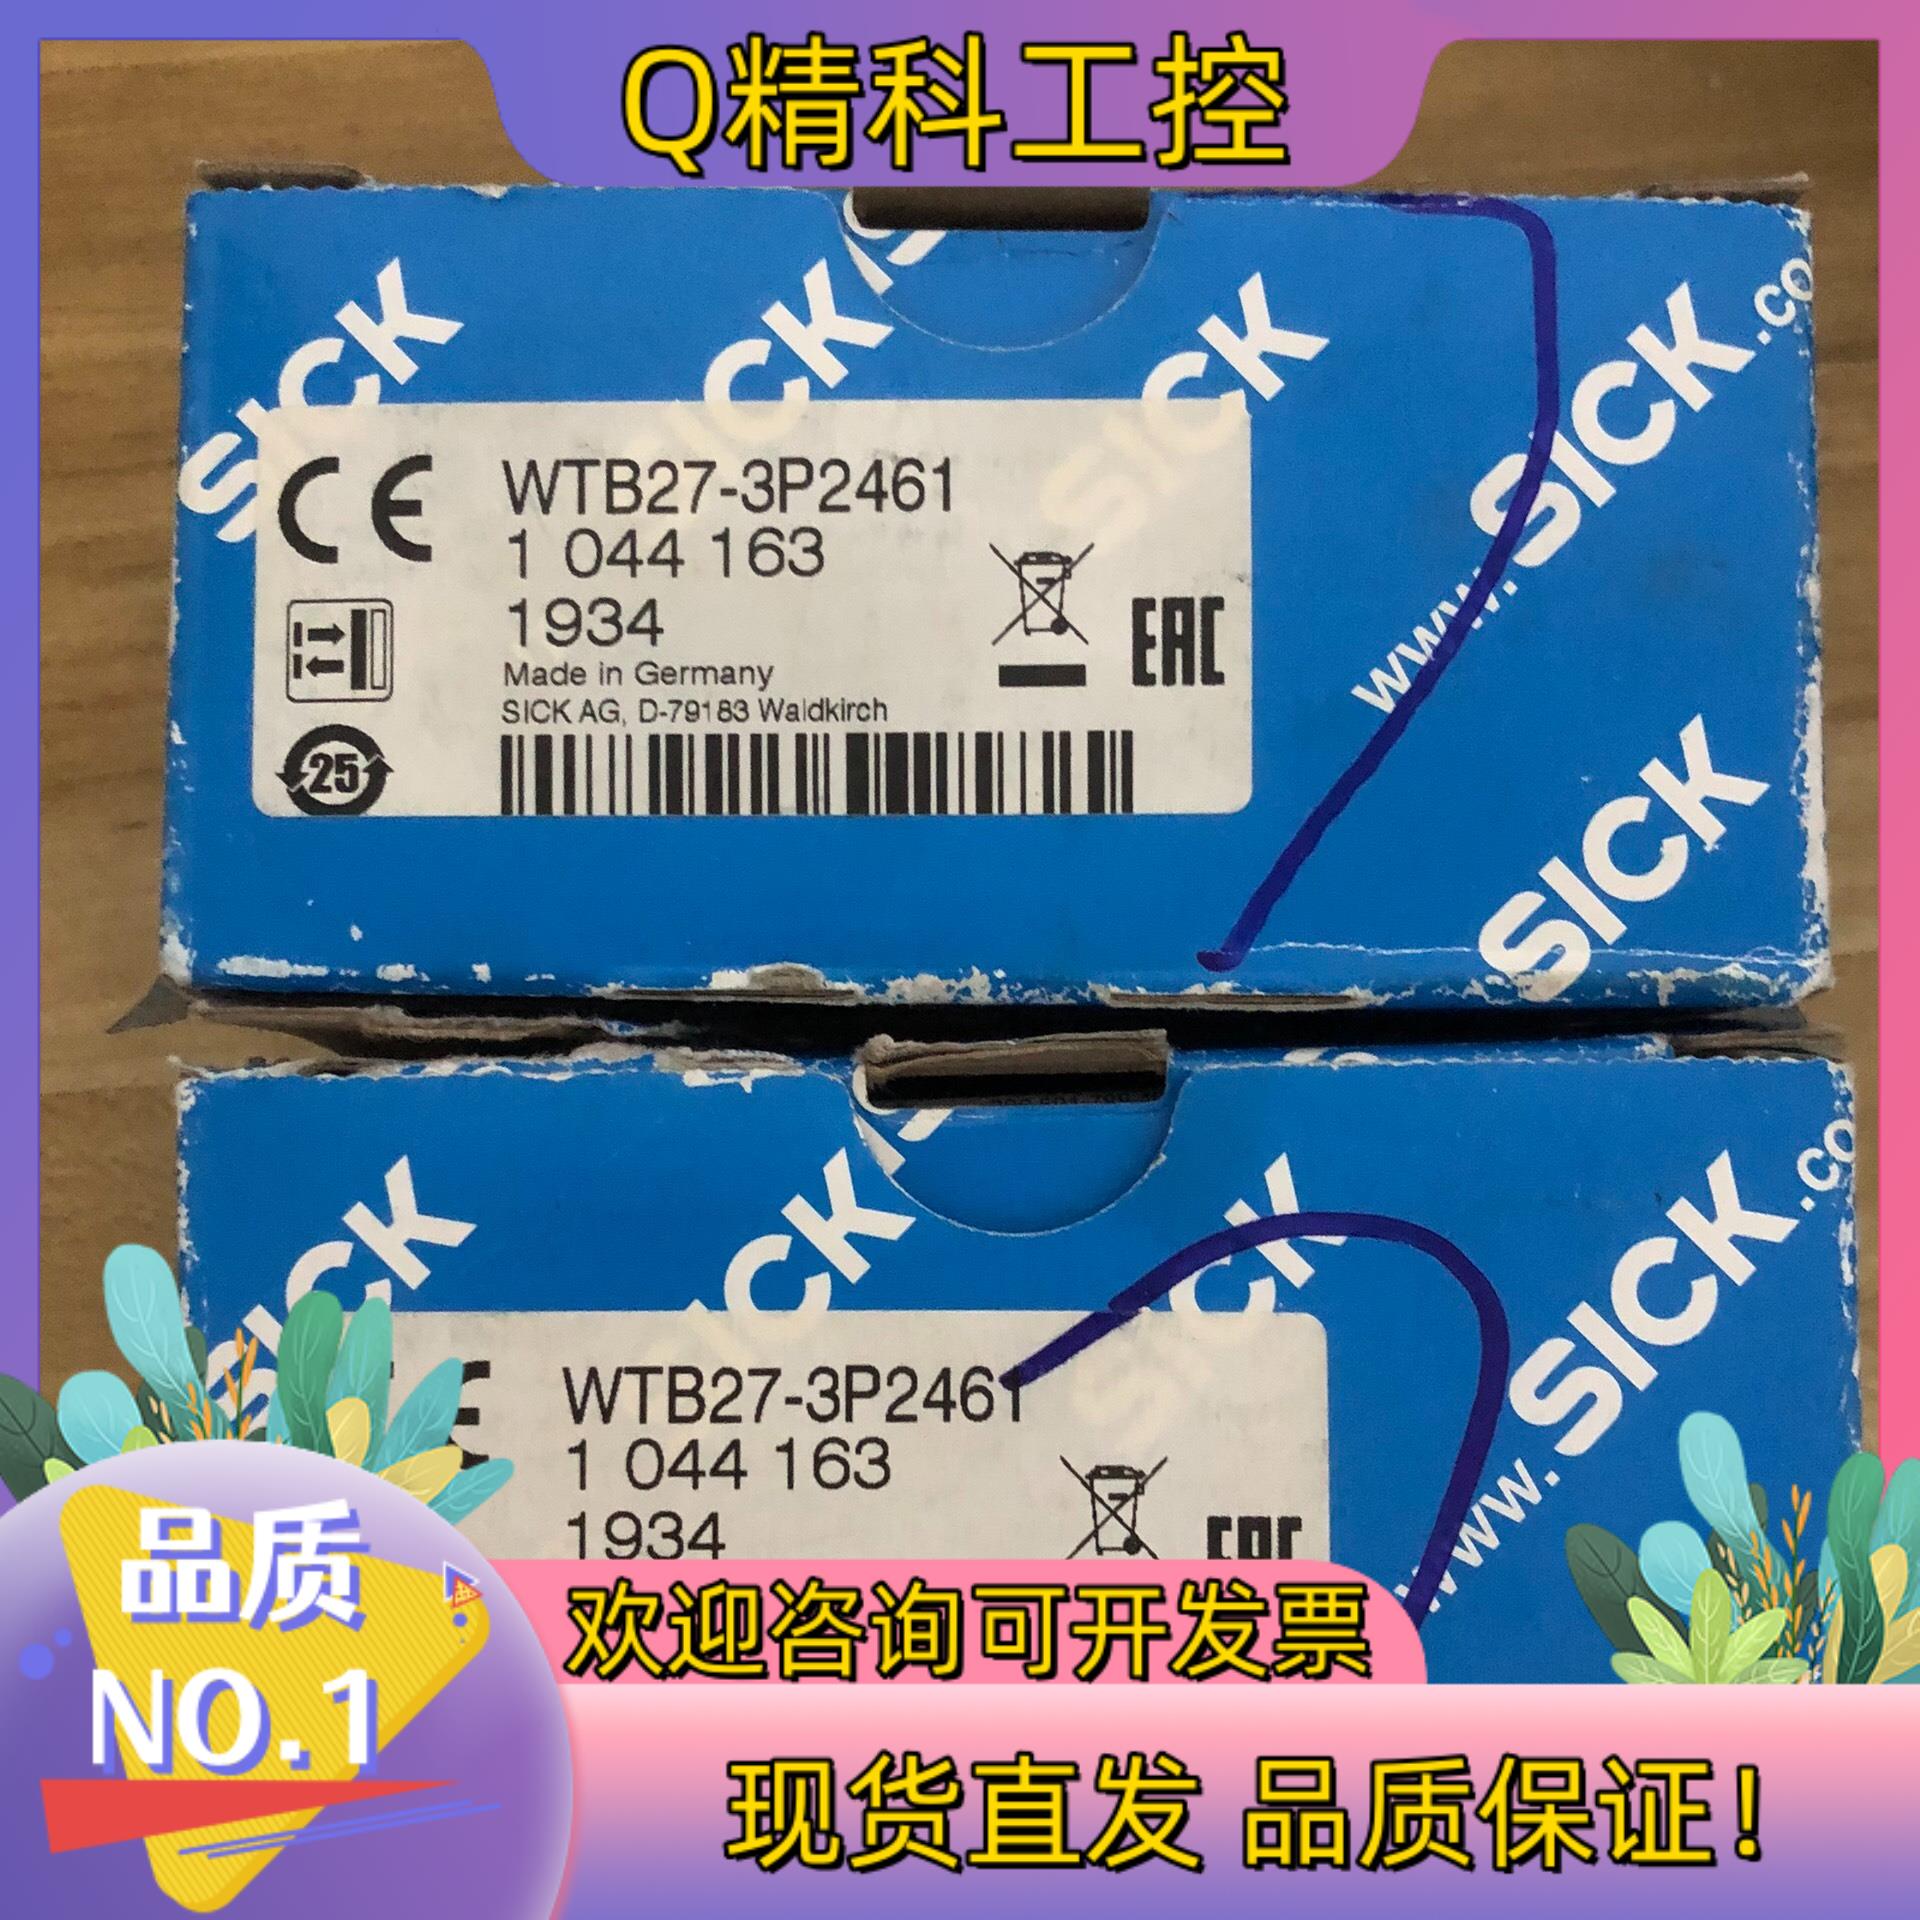 Q精科工控
SICK
SICK
SICK
www.SICK.co
CE
WTB27-3P2461
1 044 163
1934
Made in Germany
SICK AG, D-79183 Waldkirch
EAC
25
SICK
SICK
SICK
SICK
www.SICK.co
WTB27-3P2461
1 044 163
1934
品质
NO.1
欢迎咨询可开发票
现货直发 品质保证!